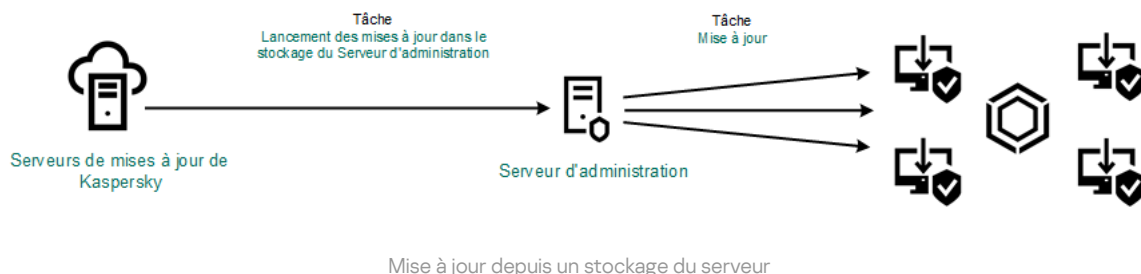 Tâche
Lancement des mises à jour dans le
stockage du Serveur d'administration
Tâche
Mise à jour
Serveurs de mises à jour de
Kaspersky
Serveur d'administration
Mise à jour depuis un stockage du serveur